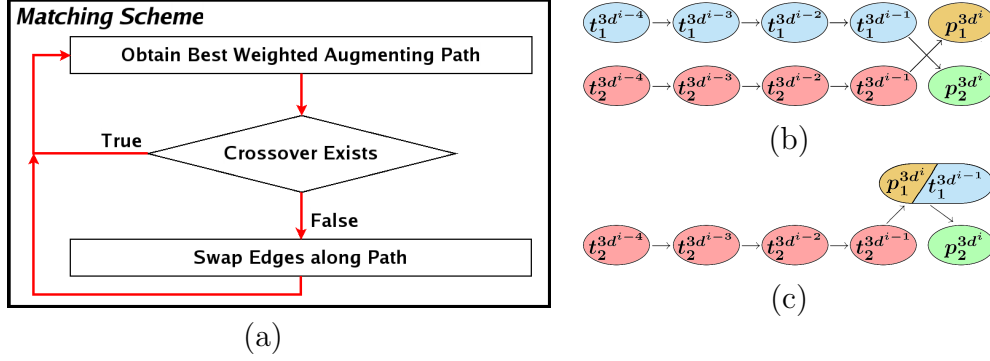 Matching Scheme
Obtain Best Weighted Augmenting Path
True
Crossover Exists
False
Swap Edges along Path
(a)
t_1^{3d^{i-4}} → t_1^{3d^{i-3}} → t_1^{3d^{i-2}} → t_1^{3d^{i-1}} p_1^{3d^i}
t_2^{3d^{i-4}} → t_2^{3d^{i-3}} → t_2^{3d^{i-2}} → t_2^{3d^{i-1}} p_2^{3d^i}
(b)
p_1^{3d^i} t_1^{3d^{i-1}}
t_2^{3d^{i-4}} → t_2^{3d^{i-3}} → t_2^{3d^{i-2}} → t_2^{3d^{i-1}} p_2^{3d^i}
(c)